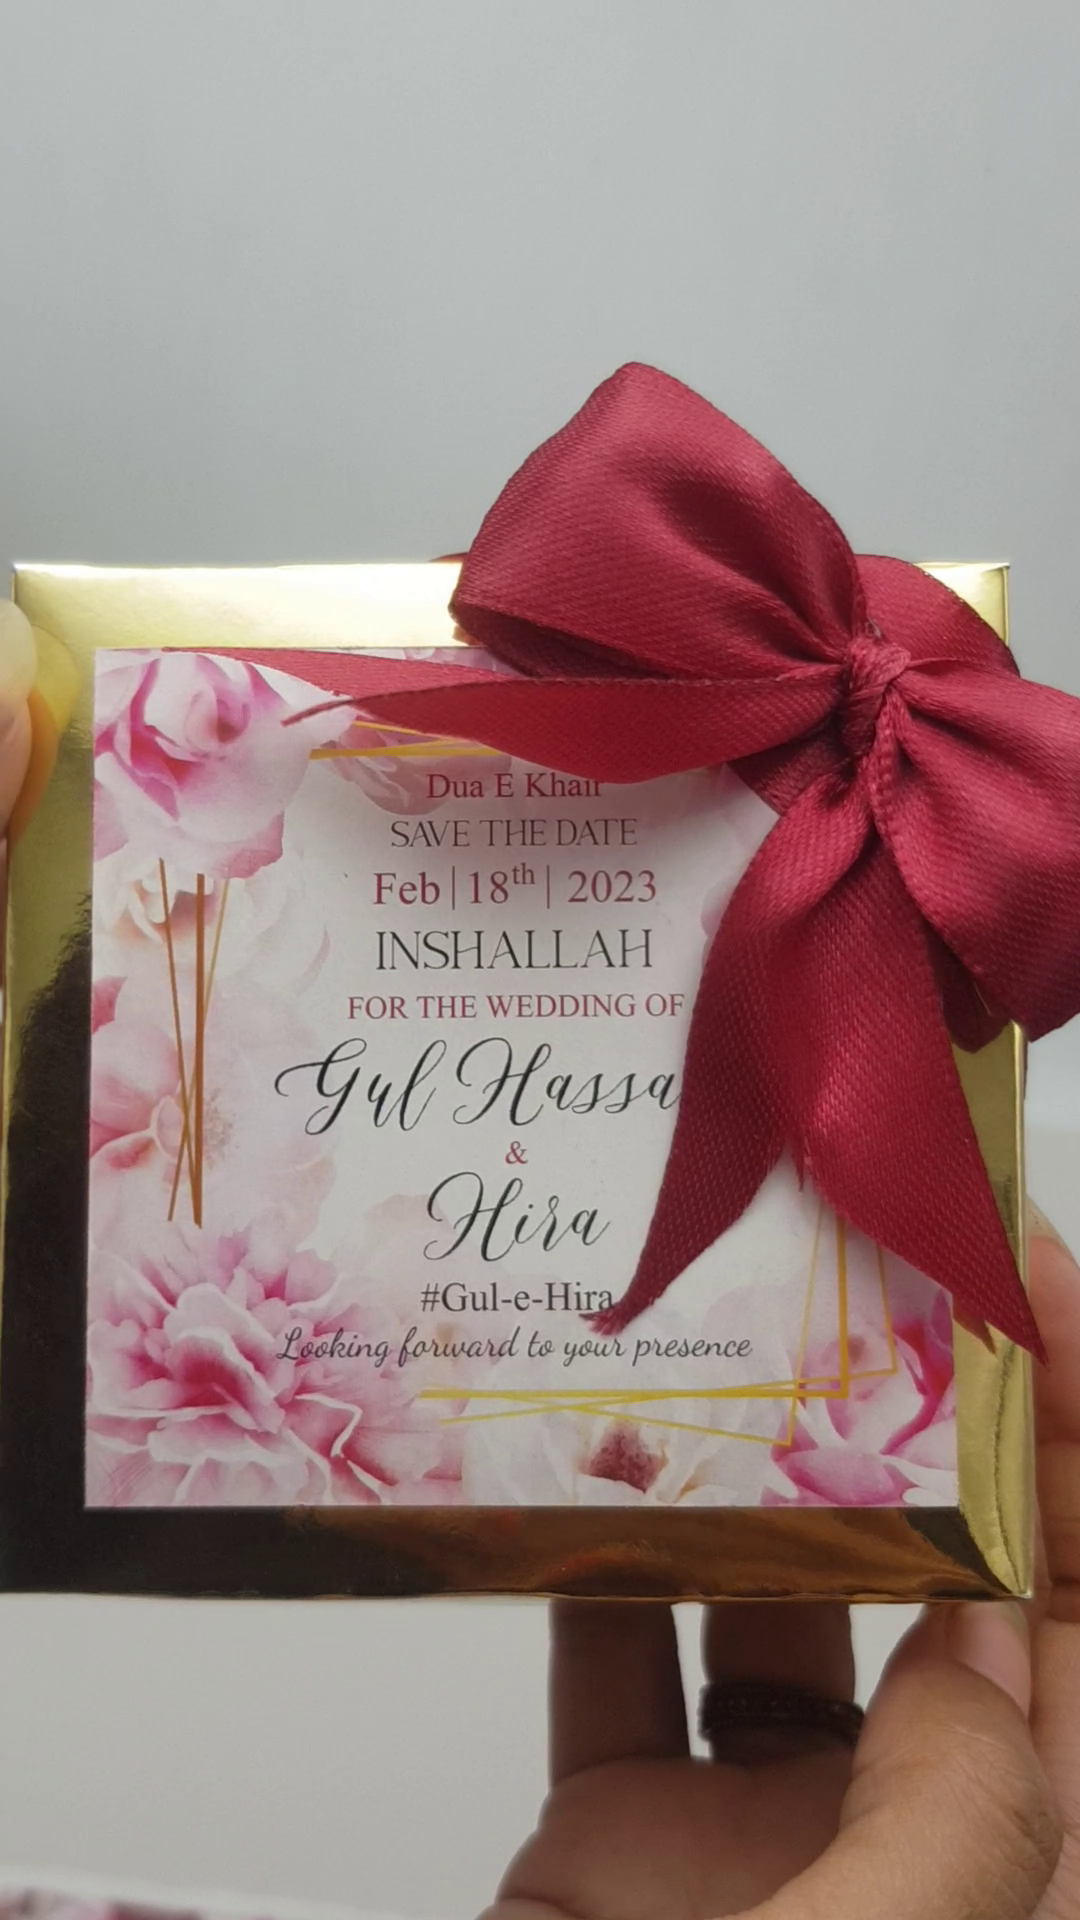 Dua E Khair
SAVE THE DATE
Feb | 18th | 2023
INSHALLAH
FOR THE WEDDING OF
Gul Hassa
&
Hira
#Gul-e-Hira
Looking forward to your presence